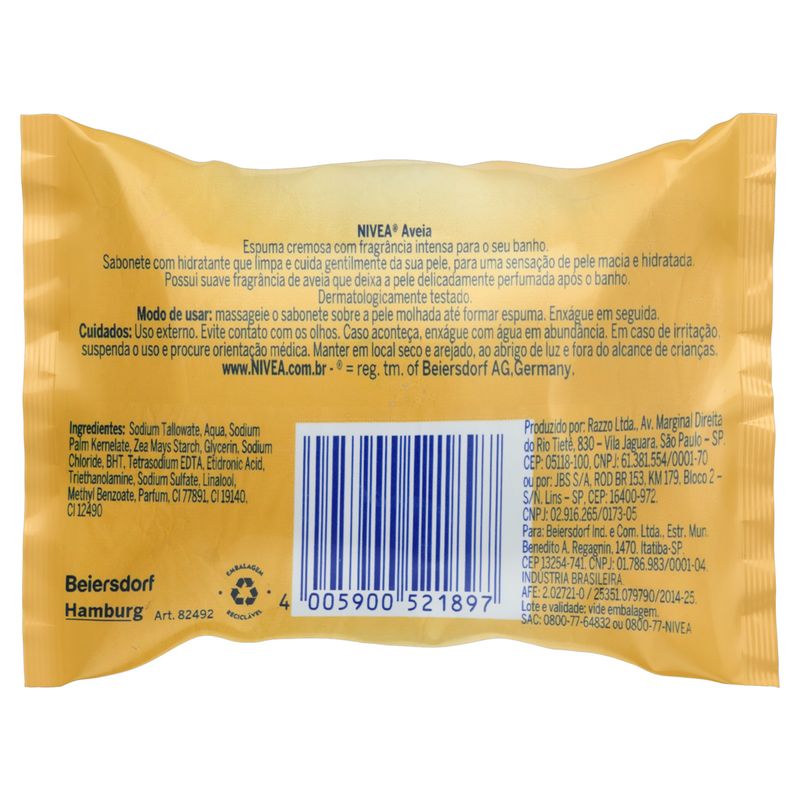 NIVEA® Aveia
Espuma cremosa com fragrância intensa para o seu banho.
Sabonete com hidratante que limpa e cuida gentilmente da sua pele, para uma sensação de pele macia e hidratada.
Possui suave fragrância de aveia que deixa a pele delicadamente perfumada após o banho.
Dermatologicamente testado.
Modo de usar: massageie o sabonete sobre a pele molhada até formar espuma. Enxágue em seguida.
Cuidados: Uso externo. Evite contato com os olhos. Caso aconteça, enxágue com água em abundância. Em caso de irritação,
suspenda o uso e procure orientação médica. Manter em local seco e arejado, ao abrigo de luz e fora do alcance de crianças.
www.NIVEA.com.br - ® = reg. tm. of Beiersdorf AG,Germany.
Ingredientes: Sodium Tallowate, Aqua, Sodium
Palm Kernelate, Zea Mays Starch, Glycerin, Sodium
Chloride, BHT, Tetrasodium EDTA, Etidronic Acid,
Triethanolamine, Sodium Sulfate, Linalool,
Methyl Benzoate, Parfum, CI 77891, CI 19140,
CI 12490
Beiersdorf
Hamburg Art. 82492
EMBALAGEM
RECICLÁVEL
4 005900 521897
Produzido por: Razzo Ltda., Av. Marginal Direita
do Rio Tietê, 830 – Vila Jaguara. São Paulo – SP
CEP: 05118-100, CNPJ: 61.381.554/0001-70
ou por: JBS S/A, ROD BR 153, KM 179, Bloco 2 –
S/N. Lins – SP, CEP: 16400-972.
CNPJ: 02.916.265/0173-05
Para: Beiersdorf Ind. e Com. Ltda., Estr. Mun.
Benedito A. Regagnin, 1470. Itatiba-SP
CEP 13254-741. CNPJ 01.786.983/0001-04.
INDÚSTRIA BRASILEIRA.
AFE: 2.02721-0 / 25351.079790/2014-25.
Lote e validade: vide embalagem.
SAC: 0800-77-64832 ou 0800-77-NIVEA